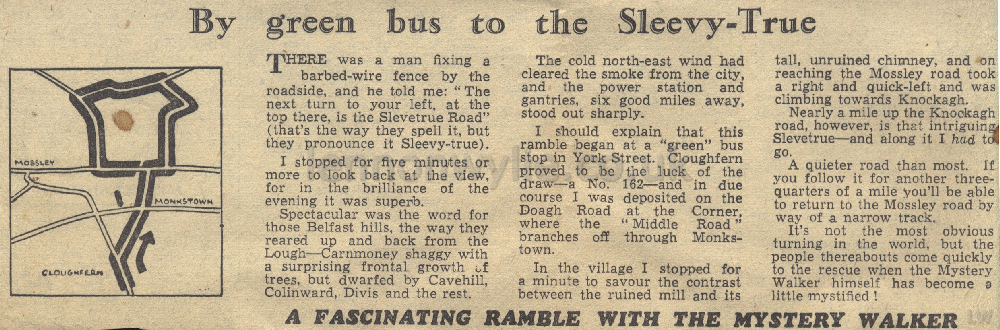 By green bus to the Sleevy-True
MOSSLEY
MONKSTOWN
CLOUGHFERN
THERE was a man fixing a
barbed-wire fence by the
roadside, and he told me: "The
next turn to your left, at the
top there, is the Slevetrue Road"
(that's the way they spell it, but
they pronounce it Sleevy-true).
I stopped for five minutes or
more to look back at the view,
for in the brilliance of the
evening it was superb.
Spectacular was the word for
those Belfast hills, the way they
reared up and back from the
Lough—Carnmoney shaggy with
a surprising frontal growth of
trees, but dwarfed by Cavehill,
Colinward, Divis and the rest.
The cold north-east wind had
cleared the smoke from the city,
and the power station and
gantries, six good miles away,
stood out sharply.
I should explain that this
ramble began at a "green" bus
stop in York Street. Cloughfern
proved to be the luck of the
draw—a No. 162—and in due
course I was deposited on the
Doagh Road at the Corner,
where the "Middle Road"
branches off through Monks-
town.
In the village I stopped for
a minute to savour the contrast
between the ruined mill and its
tall, unruined chimney, and on
reaching the Mossley road took
a right and quick-left and was
climbing towards Knockagh.
Nearly a mile up the Knockagh
road, however, is that intriguing
Slevetrue—and along it I had to
go.
A quieter road than most. If
you follow it for another three-
quarters of a mile you'll be able
to return to the Mossley road by
way of a narrow track.
It's not the most obvious
turning in the world, but the
people thereabouts come quickly
to the rescue when the Mystery
Walker himself has become a
little mystified!
A FASCINATING RAMBLE WITH THE MYSTERY WALKER